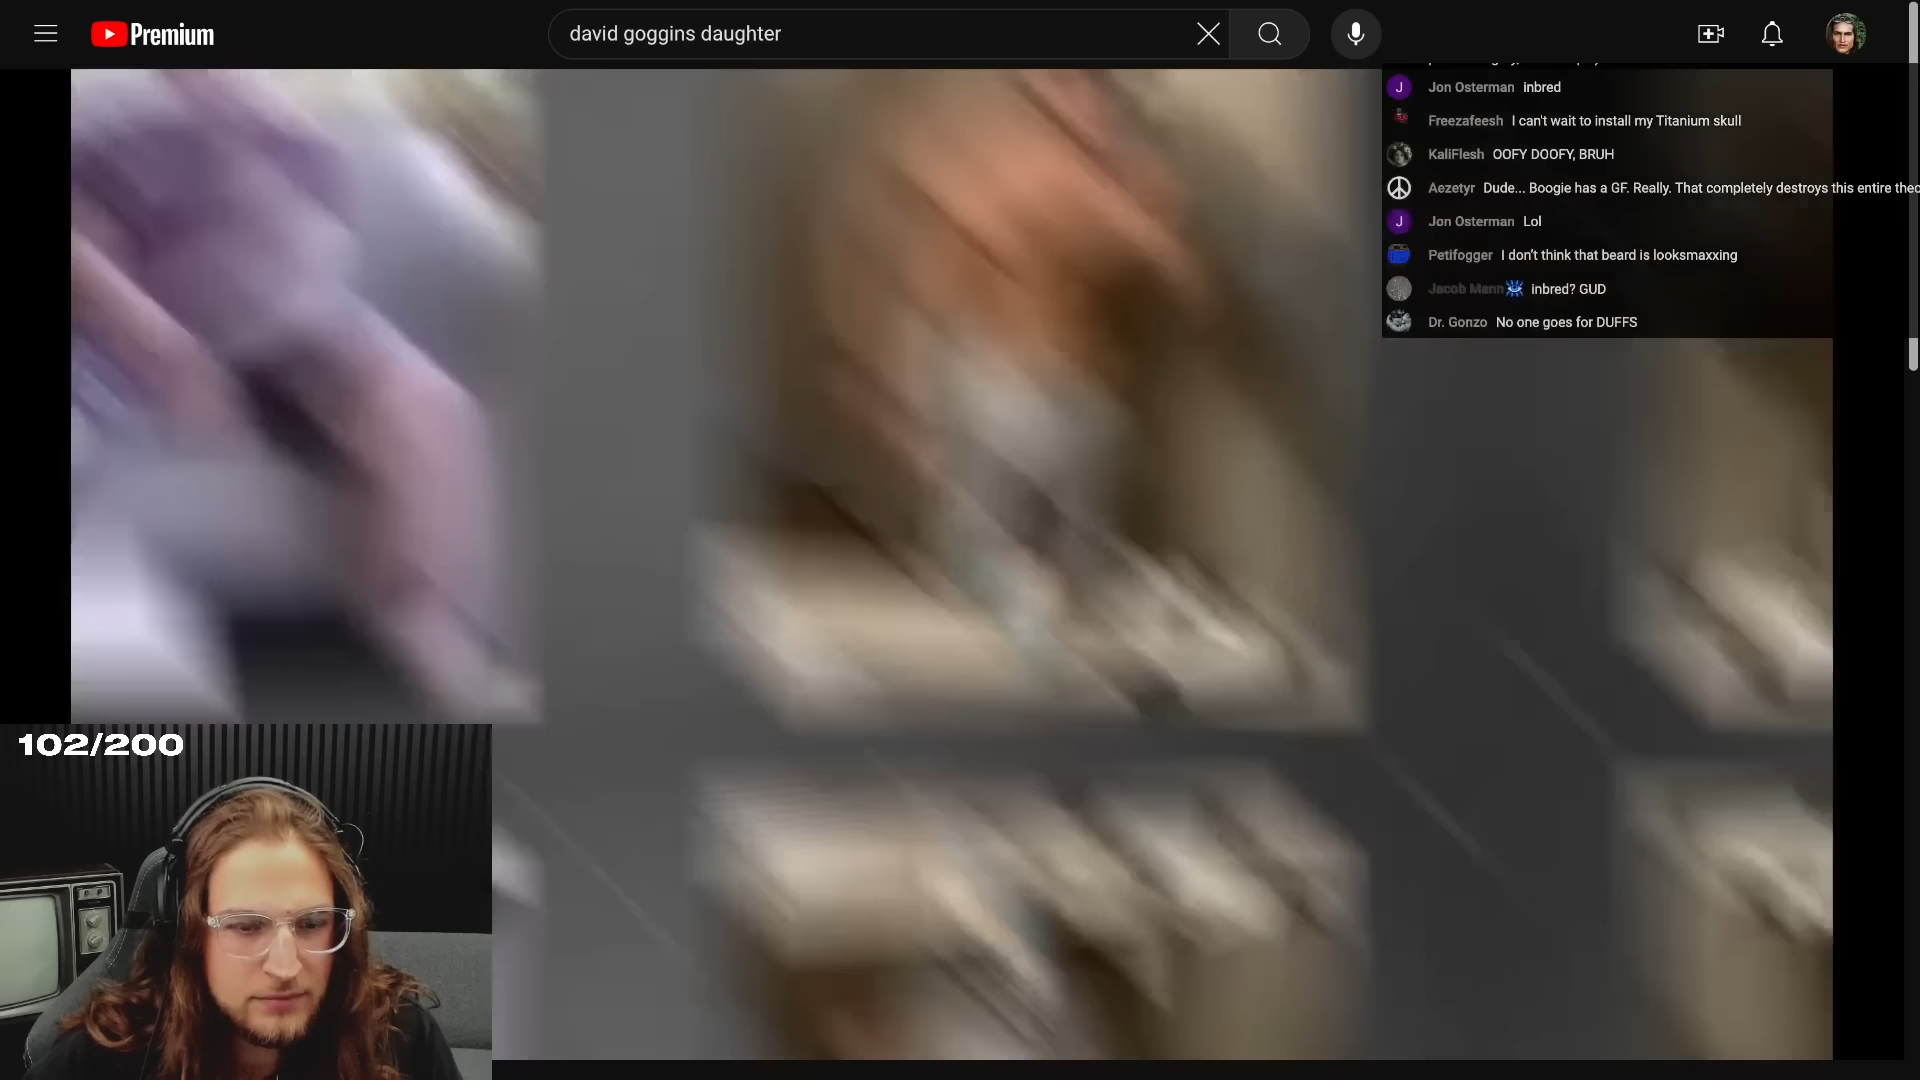 Premium
david goggins daughter
Jon Osterman inbred
Freezafeesh I can't wait to install my Titanium skull
KaliFlesh OOFY DOOFY, BRUH
Aezetyr Dude... Boogie has a GF. Really. That completely destroys this entire theo
Jon Osterman Lol
Petifogger I don't think that beard is looksmaxxing
Jacob Mann inbred? GUD
Dr. Gonzo No one goes for DUFFS
102/200